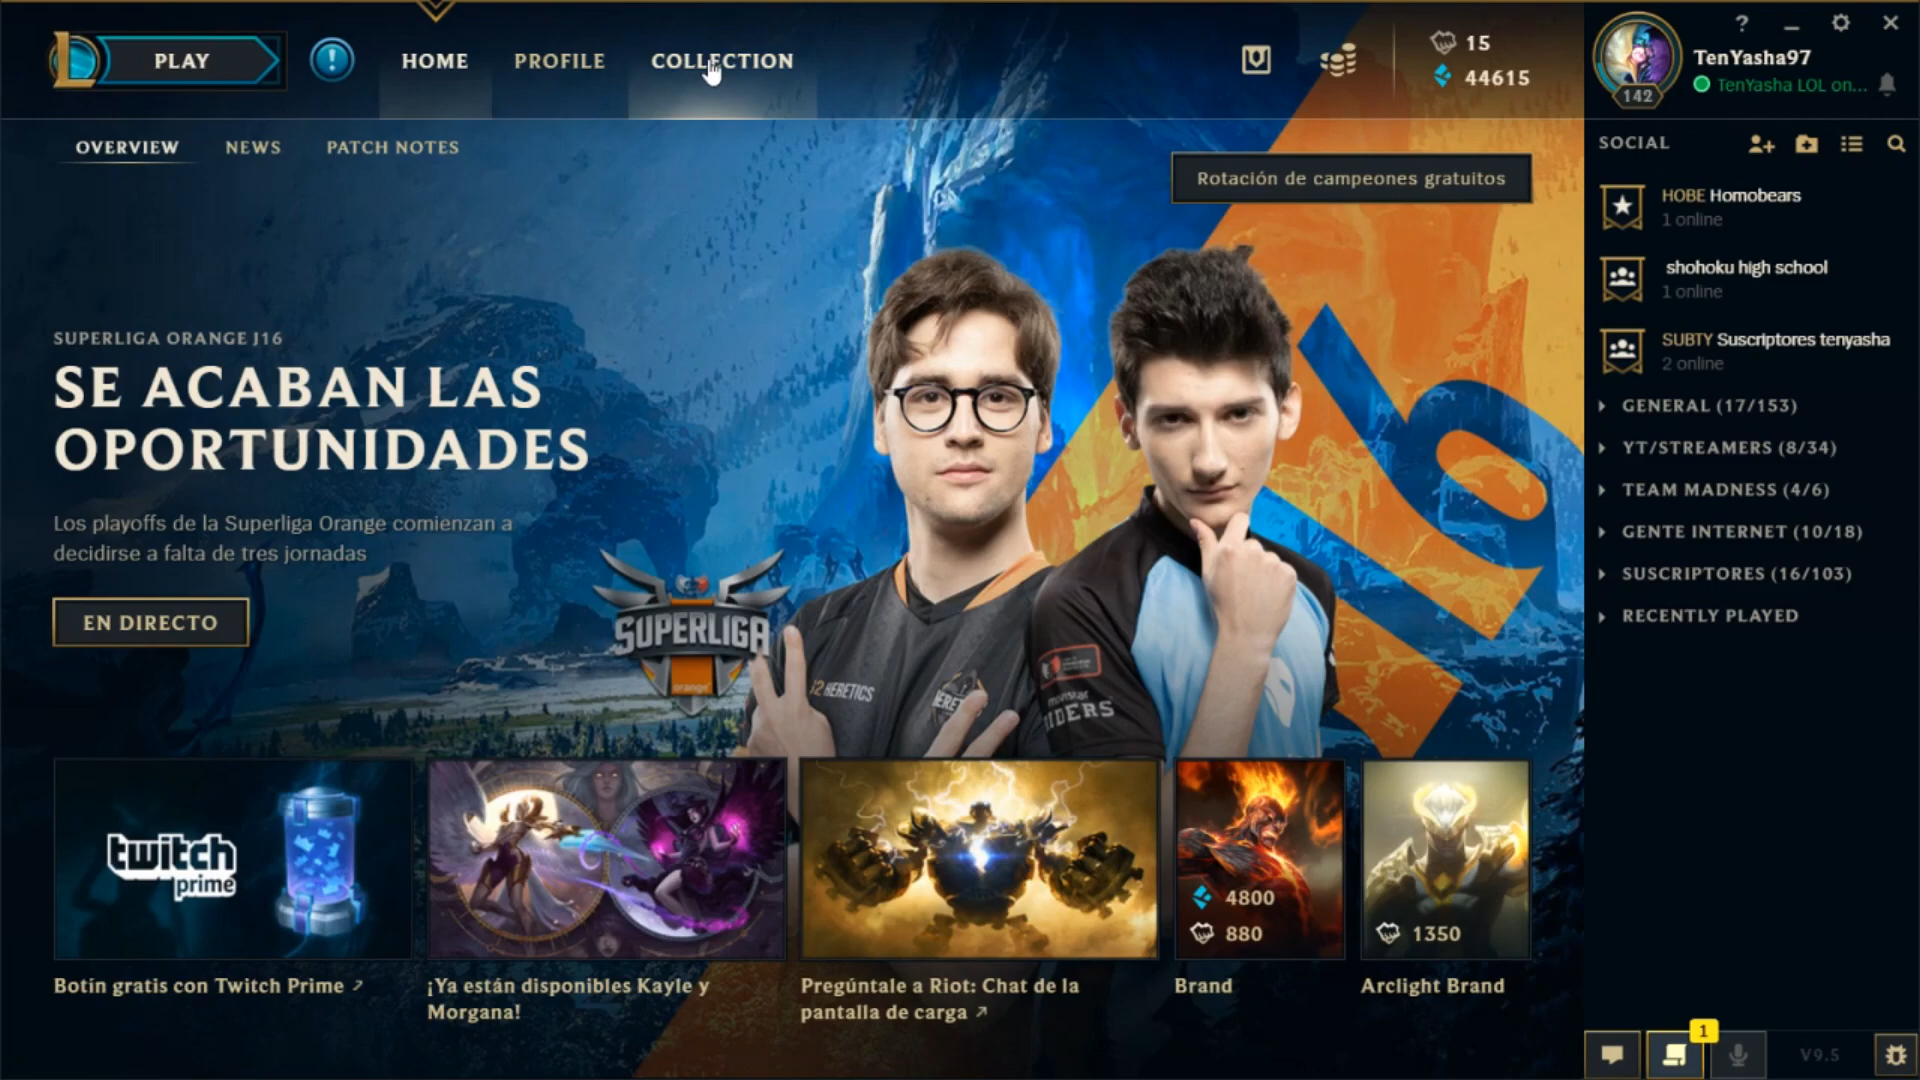 PLAY
HOME
PROFILE
COLLECTION
15
44615
TenYasha97
TenYasha LOL on...
142
OVERVIEW
NEWS
PATCH NOTES
Rotación de campeones gratuitos
SOCIAL
HOBE Homobears
1 online
shohoku high school
1 online
SUBTY Suscriptores tenyasha
2 online
GENERAL (17/153)
YT/STREAMERS (8/34)
TEAM MADNESS (4/6)
GENTE INTERNET (10/18)
SUSCRIPTORES (16/103)
RECENTLY PLAYED
SUPERLIGA ORANGE J16
SE ACABAN LAS
OPORTUNIDADES
Los playoffs de la Superliga Orange comienzan a
decidirse a falta de tres jornadas
EN DIRECTO
SUPERLIGA
orange
HERETICS
movistar
RIDERS
twitch
prime
4800
880
1350
Botín gratis con Twitch Prime
¡Ya están disponibles Kayle y
Morgana!
Pregúntale a Riot: Chat de la
pantalla de carga
Brand
Arclight Brand
1
V9.5